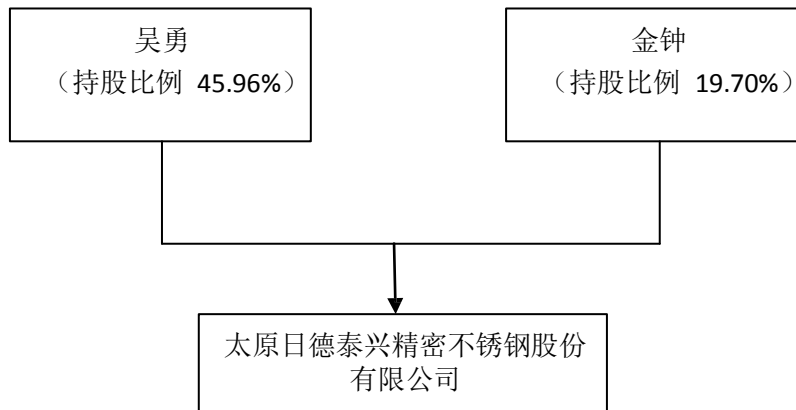 吴勇
（持股比例 45.96%）
金钟
（持股比例 19.70%）
太原日德泰兴精密不锈钢股份
有限公司